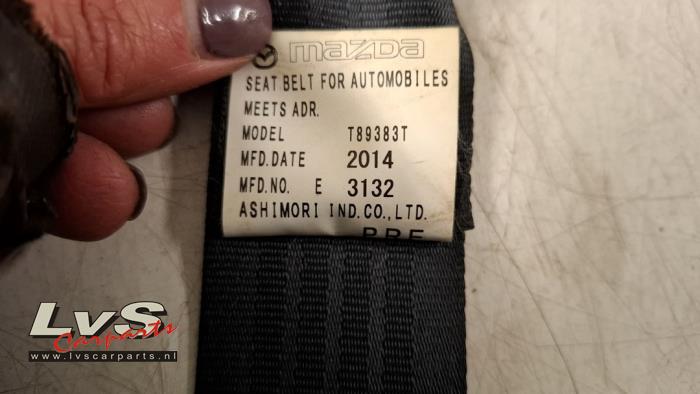 mazda
SEAT BELT FOR AUTOMOBILES
MEETS ADR.
MODEL T89383T
MFD.DATE 2014
MFD.NO. E 3132
ASHIMORI IND.CO.,LTD.
LvS
Carparts
www.lvscarparts.nl